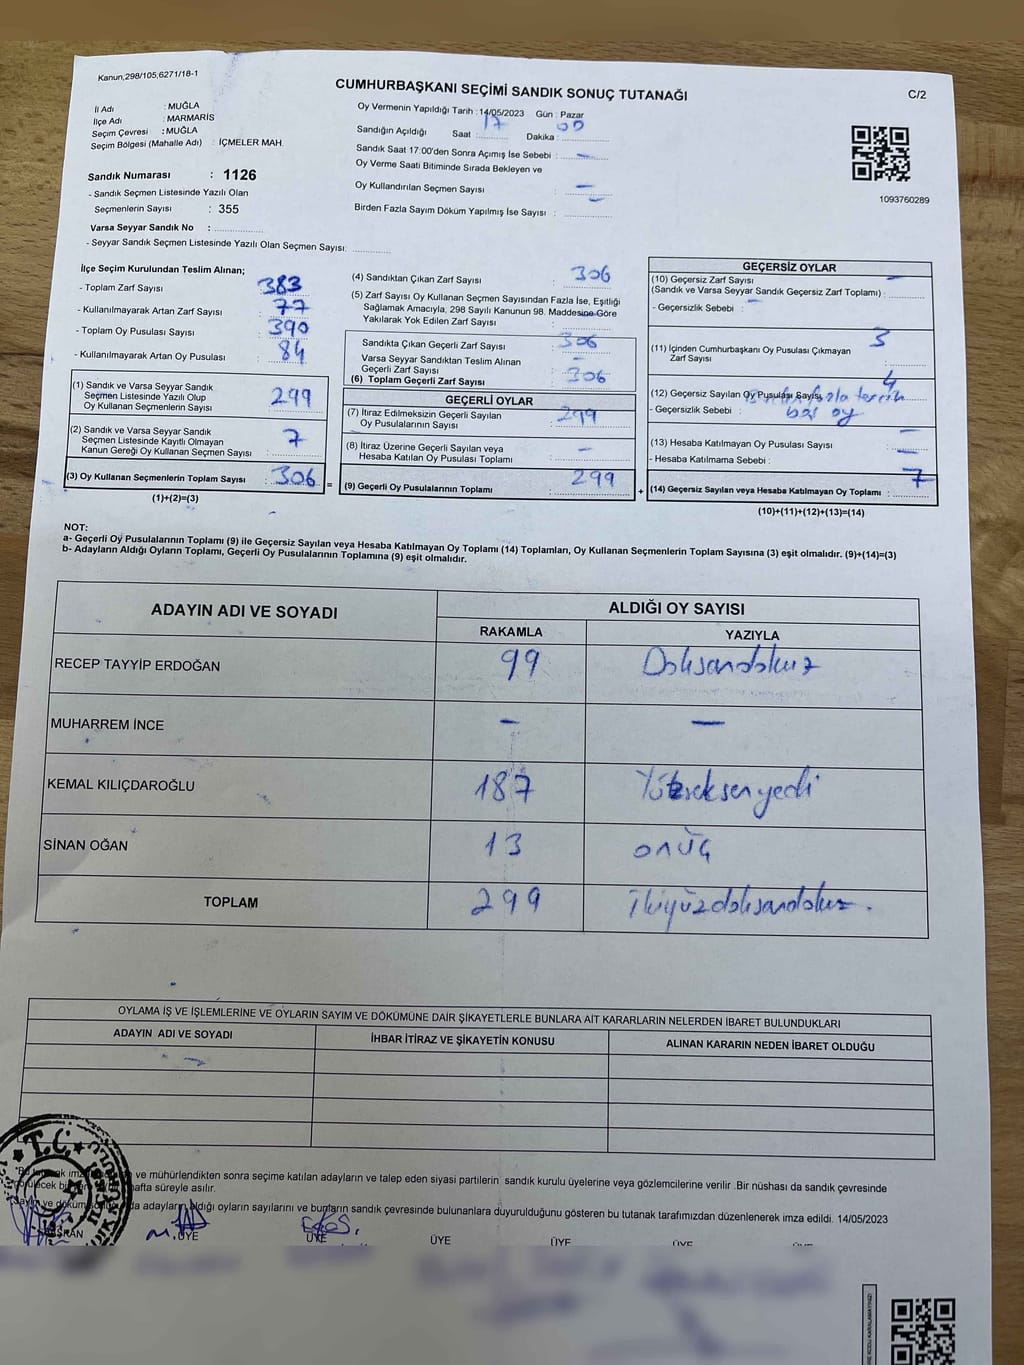 Kanun,298/105,6271/18-1
CUMHURBAŞKANI SEÇİMİ SANDIK SONUÇ TUTANAĞI
C/2
İl Adı : MUĞLA
İlçe Adı : MARMARİS
Seçim Çevresi : MUĞLA
Seçim Bölgesi (Mahalle Adı) : İÇMELER MAH.
Sandık Numarası : 1126
- Sandık Seçmen Listesinde Yazılı Olan
Seçmenlerin Sayısı : 355
Varsa Seyyar Sandık No :
- Seyyar Sandık Seçmen Listesinde Yazılı Olan Seçmen Sayısı:
Oy Vermenin Yapıldığı Tarih : 14/05/2023 Gün : Pazar
Sandığın Açıldığı Saat : 17 Dakika : 00
Sandık Saat 17:00'den Sonra Açımış İse Sebebi : -
Oy Verme Saati Bitiminde Sırada Bekleyen ve
Oy Kullandırılan Seçmen Sayısı : -
Birden Fazla Sayım Döküm Yapılmış İse Sayısı : -
1093760289
İlçe Seçim Kurulundan Teslim Alınan;
- Toplam Zarf Sayısı : 383
- Kullanılmayarak Artan Zarf Sayısı : 77
- Toplam Oy Pusulası Sayısı : 390
- Kullanılmayarak Artan Oy Pusulası : 84
(1) Sandık ve Varsa Seyyar Sandık
Seçmen Listesinde Yazılı Olup
Oy Kullanan Seçmenlerin Sayısı : 299
(2) Sandık ve Varsa Seyyar Sandık
Seçmen Listesinde Kayıtlı Olmayan
Kanun Gereği Oy Kullanan Seçmen Sayısı : 7
(3) Oy Kullanan Seçmenlerin Toplam Sayısı : 306
(1)+(2)=(3)
(4) Sandıktan Çıkan Zarf Sayısı : 306
(5) Zarf Sayısı Oy Kullanan Seçmen Sayısından Fazla İse, Eşitliği
Sağlamak Amacıyla, 298 Sayılı Kanunun 98. Maddesine Göre
Yakılarak Yok Edilen Zarf Sayısı :
Sandıkta Çıkan Geçerli Zarf Sayısı : 306
Varsa Seyyar Sandıktan Teslim Alınan
Geçerli Zarf Sayısı : -
(6) Toplam Geçerli Zarf Sayısı : 306
GEÇERLİ OYLAR
(7) İtiraz Edilmeksizin Geçerli Sayılan
Oy Pusulalarının Sayısı : 299
(8) İtiraz Üzerine Geçerli Sayılan veya
Hesaba Katılan Oy Pusulası Toplamı : -
(9) Geçerli Oy Pusulalarının Toplamı : 299
GEÇERSİZ OYLAR
(10) Geçersiz Zarf Sayısı -
(Sandık ve Varsa Seyyar Sandık Geçersiz Zarf Toplamı) :
- Geçersizlik Sebebi : -
(11) İçinden Cumhurbaşkanı Oy Pusulası Çıkmayan 3
Zarf Sayısı :
(12) Geçersiz Sayılan Oy Pusulası Sayısı 4
fazla tercih
- Geçersizlik Sebebi : boş oy
(13) Hesaba Katılmayan Oy Pusulası Sayısı -
- Hesaba Katılmama Sebebi : -
(14) Geçersiz Sayılan veya Hesaba Katılmayan Oy Toplamı : 7
(10)+(11)+(12)+(13)=(14)
= +
NOT:
a- Geçerli Oy Pusulalarının Toplamı (9) ile Geçersiz Sayılan veya Hesaba Katılmayan Oy Toplamı (14) Toplamları, Oy Kullanan Seçmenlerin Toplam Sayısına (3) eşit olmalıdır. (9)+(14)=(3)
b- Adayların Aldığı Oyların Toplamı, Geçerli Oy Pusulalarının Toplamına (9) eşit olmalıdır.
ADAYIN ADI VE SOYADI ALDIĞI OY SAYISI
RAKAMLA YAZIYLA
RECEP TAYYİP ERDOĞAN 99 Doksandokuz
MUHARREM İNCE - -
KEMAL KILIÇDAROĞLU 187 Yüzseksenyedi
SİNAN OĞAN 13 onüç
TOPLAM 299 ikiyüzdoksandokuz.
OYLAMA İŞ VE İŞLEMLERİNE VE OYLARIN SAYIM VE DÖKÜMÜNE DAİR ŞİKAYETLERLE BUNLARA AİT KARARLARIN NELERDEN İBARET BULUNDUKLARI
ADAYIN ADI VE SOYADI İHBAR İTİRAZ VE ŞİKAYETİN KONUSU ALINAN KARARIN NEDEN İBARET OLDUĞU
-
ve mühürlendikten sonra seçime katılan adayların ve talep eden siyasi partilerin sandık kurulu üyelerine veya gözlemcilerine verilir .Bir nüshası da sandık çevresinde
hafta süreyle asılır.
adayların aldığı oyların sayılarını ve bunların sandık çevresinde bulunanlara duyurulduğunu gösteren bu tutanak tarafımızdan düzenlenerek imza edildi. 14/05/2023
BAŞKAN ÜYE ÜYE ÜYE ÜYE ÜYE
T.C.